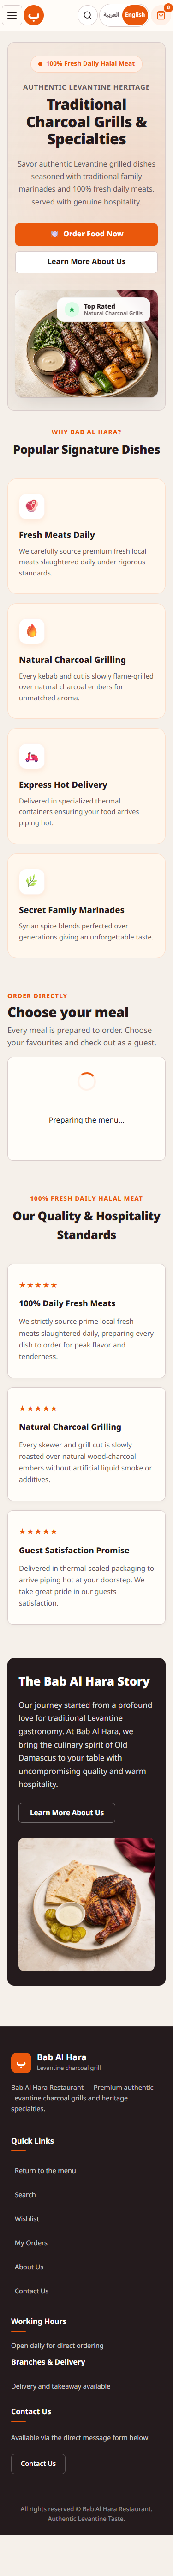 ب
العربية
English
0
100% Fresh Daily Halal Meat
AUTHENTIC LEVANTINE HERITAGE
Traditional
Charcoal Grills &
Specialties
Savor authentic Levantine grilled dishes
seasoned with traditional family
marinades and 100% fresh daily meats,
served with genuine hospitality.
Order Food Now
Learn More About Us
Top Rated
Natural Charcoal Grills
WHY BAB AL HARA?
Popular Signature Dishes
Fresh Meats Daily
We carefully source premium fresh local
meats slaughtered daily under rigorous
standards.
Natural Charcoal Grilling
Every kebab and cut is slowly flame-grilled
over natural charcoal embers for
unmatched aroma.
Express Hot Delivery
Delivered in specialized thermal
containers ensuring your food arrives
piping hot.
Secret Family Marinades
Syrian spice blends perfected over
generations giving an unforgettable taste.
ORDER DIRECTLY
Choose your meal
Every meal is prepared to order. Choose
your favourites and check out as a guest.
Preparing the menu...
100% FRESH DAILY HALAL MEAT
Our Quality & Hospitality
Standards
★★★★★
100% Daily Fresh Meats
We strictly source prime local fresh
meats slaughtered daily, preparing every
dish to order for peak flavor and
tenderness.
★★★★★
Natural Charcoal Grilling
Every skewer and grill cut is slowly
roasted over natural wood-charcoal
embers without artificial liquid smoke or
additives.
★★★★★
Guest Satisfaction Promise
Delivered in thermal-sealed packaging to
arrive piping hot at your doorstep. We
take great pride in our guests
satisfaction.
The Bab Al Hara Story
Our journey started from a profound
love for traditional Levantine
gastronomy. At Bab Al Hara, we
bring the culinary spirit of Old
Damascus to your table with
uncompromising quality and warm
hospitality.
Learn More About Us
ب
Bab Al Hara
Levantine charcoal grill
Bab Al Hara Restaurant — Premium authentic
Levantine charcoal grills and heritage
specialties.
Quick Links
Return to the menu
Search
Wishlist
My Orders
About Us
Contact Us
Working Hours
Open daily for direct ordering
Branches & Delivery
Delivery and takeaway available
Contact Us
Available via the direct message form below
Contact Us
All rights reserved © Bab Al Hara Restaurant.
Authentic Levantine Taste.